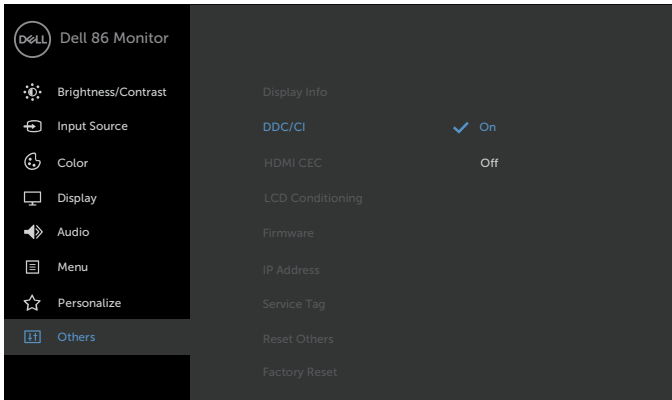 DELL
Dell 86 Monitor
Brightness/Contrast
Input Source
Color
Display
Audio
Menu
Personalize
Others
Display Info
DDC/CI
On
HDMI CEC
Off
LCD Conditioning
Firmware
IP Address
Service Tag
Reset Others
Factory Reset